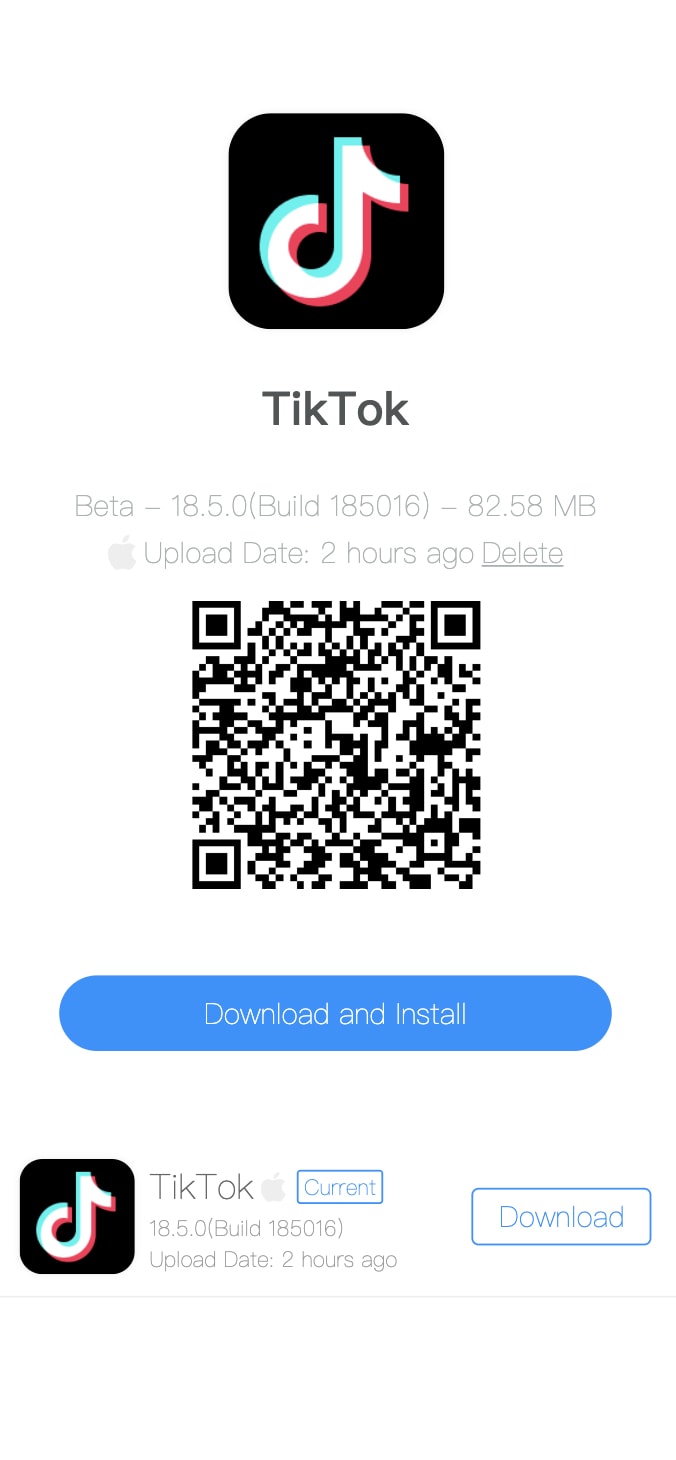 TikTok
Beta – 18.5.0(Build 185016) – 82.58 MB
Upload Date: 2 hours ago Delete
Download and Install
TikTok Current
18.5.0(Build 185016)
Upload Date: 2 hours ago
Download